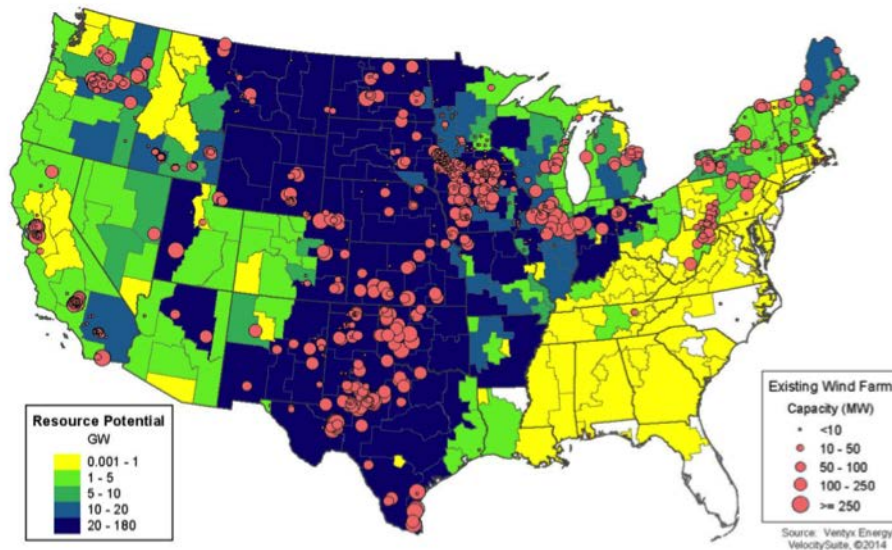 Resource Potential
GW
0.001 - 1
1 - 5
5 - 10
10 - 20
20 - 180
Existing Wind Farm
Capacity (MW)
<10
10 - 50
50 - 100
100 - 250
>= 250
Source: Ventyx Energy
VelocitySuite, ©2014